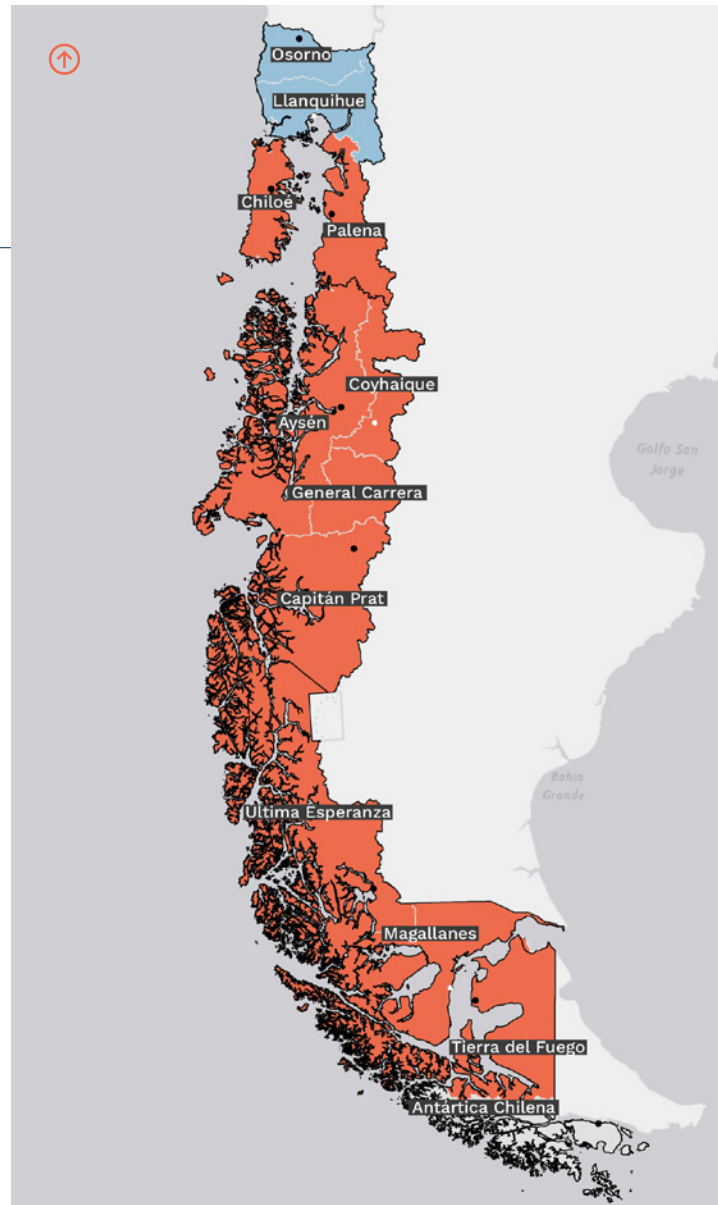 Osorno
Llanquihue
Chiloé
Palena
Coyhaique
Aysén
Golfo San
Jorge
General Carrera
Capitán Prat
Bahía
Grande
Última Esperanza
Magallanes
Tierra del Fuego
Antártica Chilena